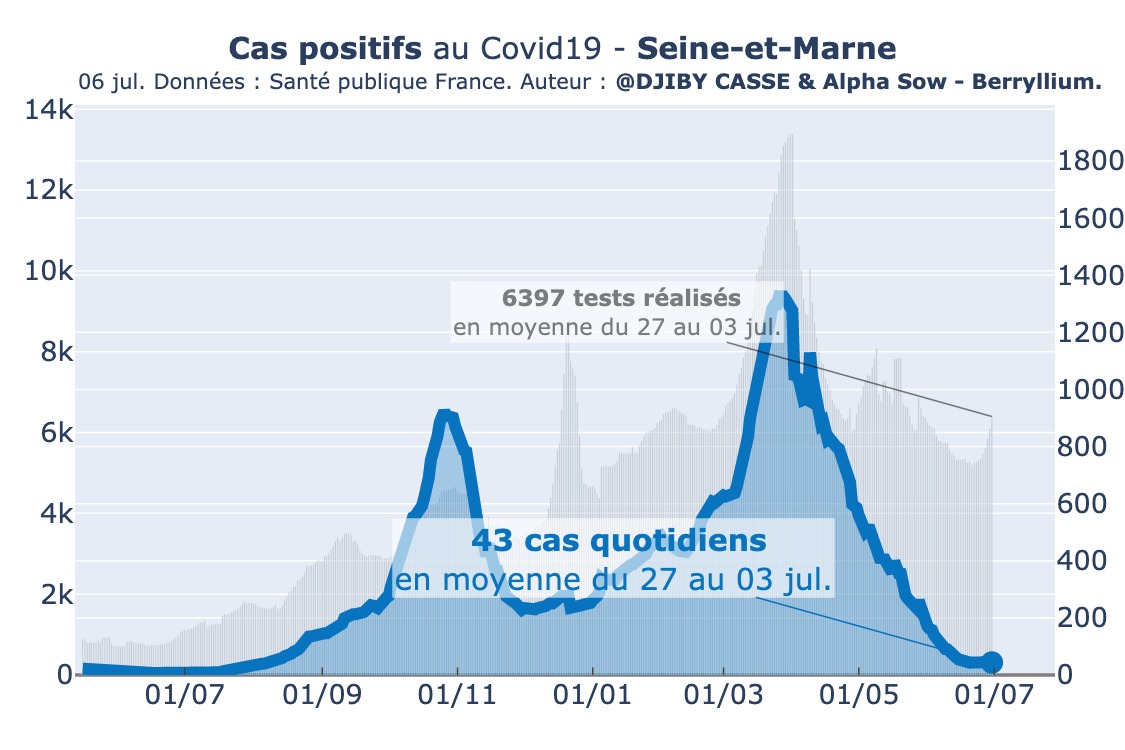 Cas positifs au Covid19 - Seine-et-Marne
06 jul. Données : Santé publique France. Auteur : @DJIBY CASSE & Alpha Sow - Berryllium.
14k
12k
10k
8k
6k
4k
2k
0
1800
1600
1400
1200
1000
800
600
400
200
0
6397 tests réalisés
en moyenne du 27 au 03 jul.
43 cas quotidiens
en moyenne du 27 au 03 jul.
01/07 01/09 01/11 01/01 01/03 01/05 01/07